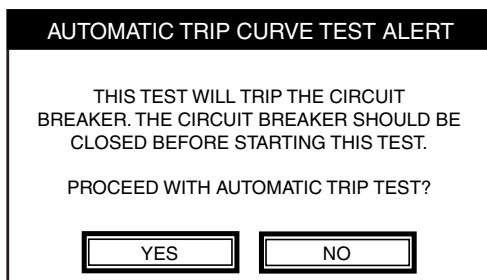 AUTOMATIC TRIP CURVE TEST ALERT
THIS TEST WILL TRIP THE CIRCUIT
BREAKER. THE CIRCUIT BREAKER SHOULD BE
CLOSED BEFORE STARTING THIS TEST.
PROCEED WITH AUTOMATIC TRIP TEST?
YES NO